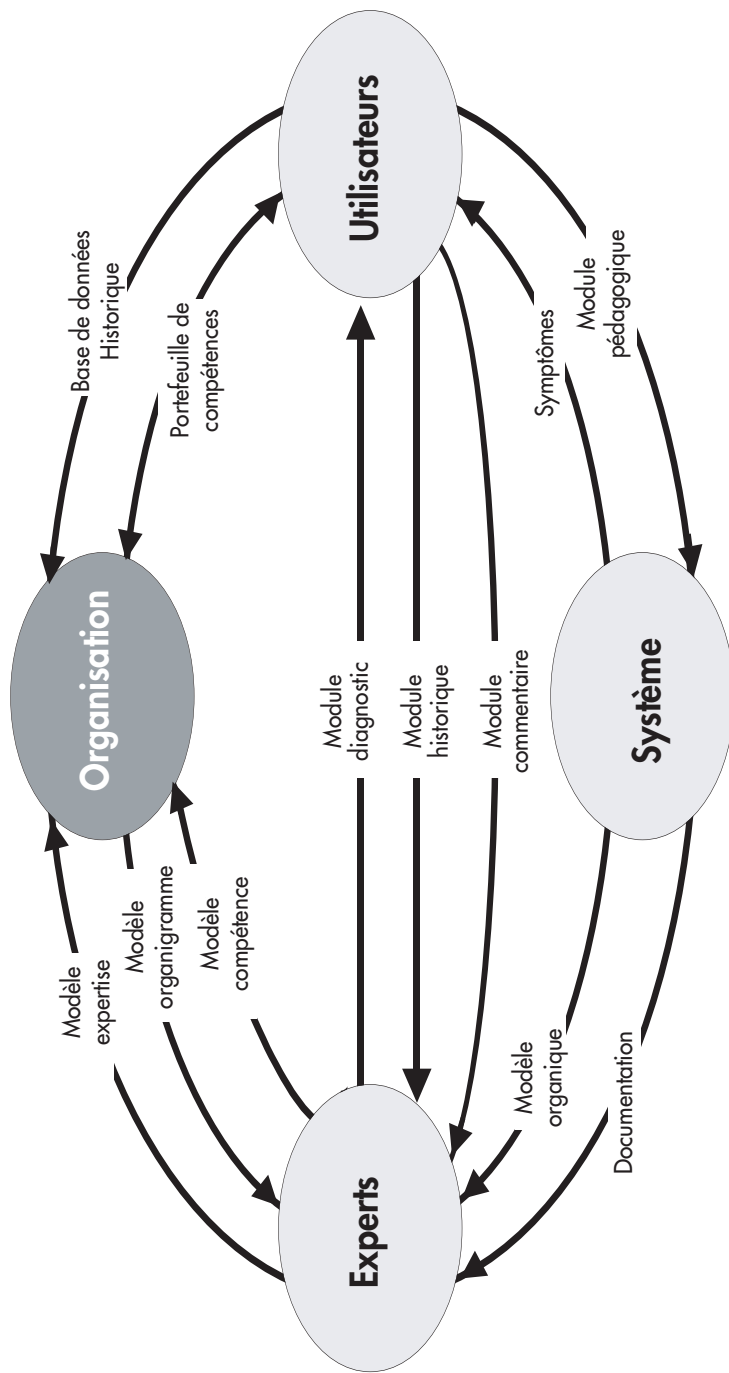 Organisation
Modèle
expertise
Modèle
organigramme
Modèle
compétence
Base de données
Historique
Portefeuille de
compétences
Experts
Module
diagnostic
Module
historique
Module
commentaire
Utilisateurs
Modèle
organique
Documentation
Symptômes
Module
pédagogique
Système